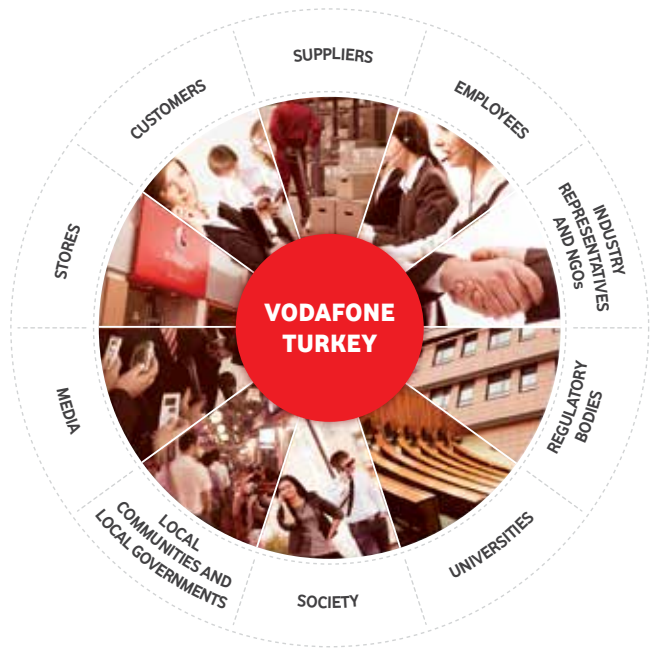 SUPPLIERS
EMPLOYEES
INDUSTRY
REPRESENTATIVES
AND NGOs
REGULATORY
BODIES
UNIVERSITIES
SOCIETY
LOCAL
COMMUNITIES AND
LOCAL GOVERNMENTS
MEDIA
STORES
CUSTOMERS
VODAFONE
TURKEY